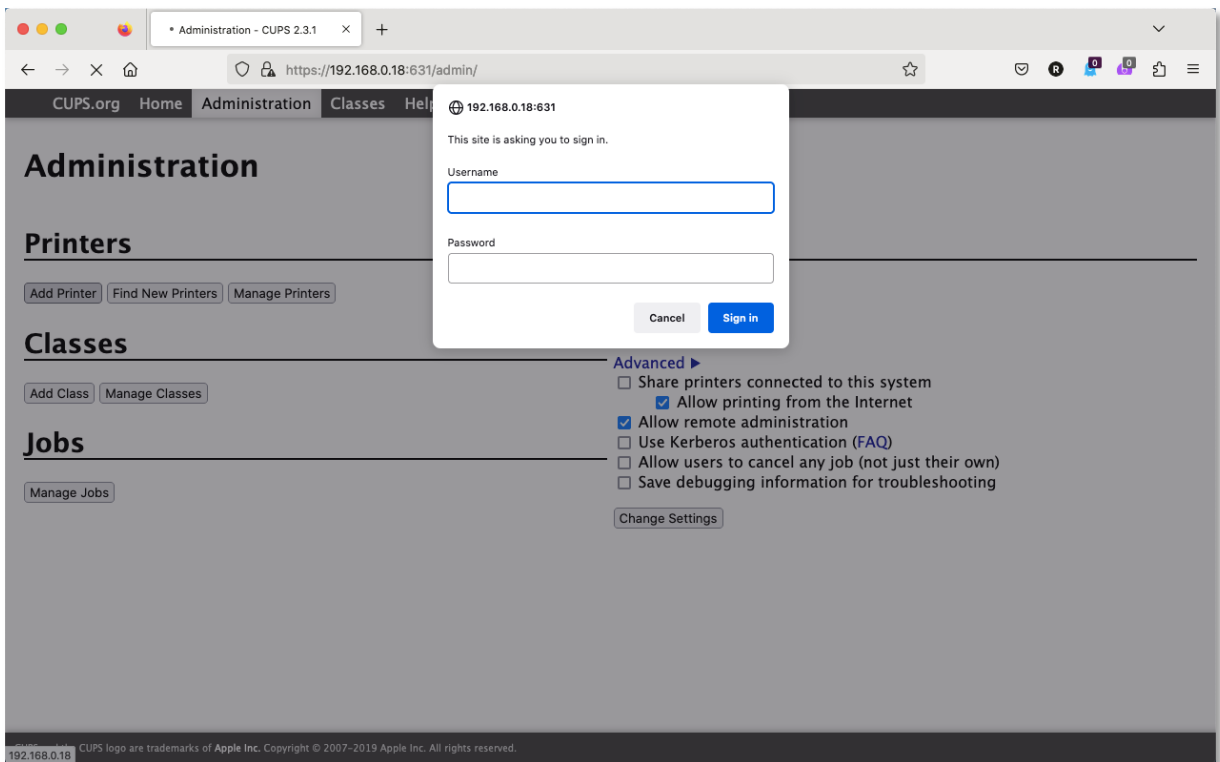 Administration - CUPS 2.3.1
https://192.168.0.18:631/admin/
CUPS.org Home Administration Classes Help
192.168.0.18:631
This site is asking you to sign in.
Username
Password
Cancel Sign in
Administration
Printers
Add Printer Find New Printers Manage Printers
Classes
Add Class Manage Classes
Jobs
Manage Jobs
Advanced ▶
Share printers connected to this system
Allow printing from the Internet
Allow remote administration
Use Kerberos authentication (FAQ)
Allow users to cancel any job (not just their own)
Save debugging information for troubleshooting
Change Settings
CUPS logo are trademarks of Apple Inc. Copyright © 2007-2019 Apple Inc. All rights reserved.
192.168.0.18
R
0
0